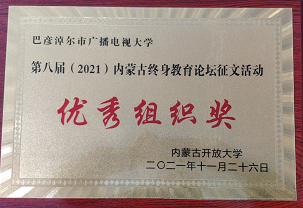 巴彦淖尔市广播电视大学
第八届（2021）内蒙古终身教育论坛征文活动
优秀组织奖
内蒙古开放大学
二〇二一年十一月二十六日